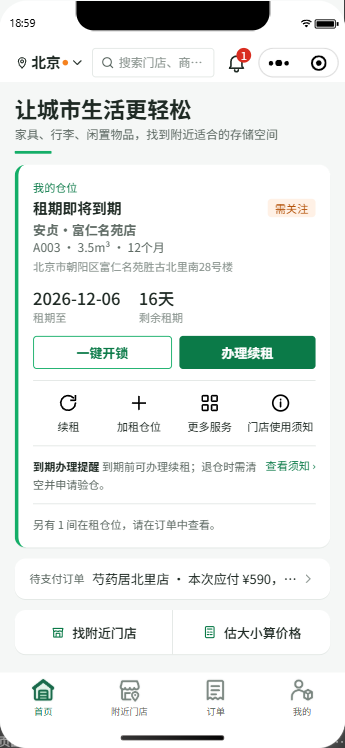 18:59
北京
搜索门店、商…
1
让城市生活更轻松
家具、行李、闲置物品，找到附近适合的存储空间
我的仓位
租期即将到期
需关注
安贞·富仁名苑店
A003 · 3.5m³ · 12个月
北京市朝阳区富仁名苑胜古北里南28号楼
2026-12-06
16天
租期至
剩余租期
一键开锁
办理续租
续租
加租仓位
更多服务
门店使用须知
到期办理提醒 到期前可办理续租；退仓时需清
查看须知 ›
空并申请验仓。
另有 1 间在租仓位，请在订单中查看。
待支付订单
芍药居北里店 · 本次应付 ¥590，…
找附近门店
估大小算价格
首页
附近门店
订单
我的